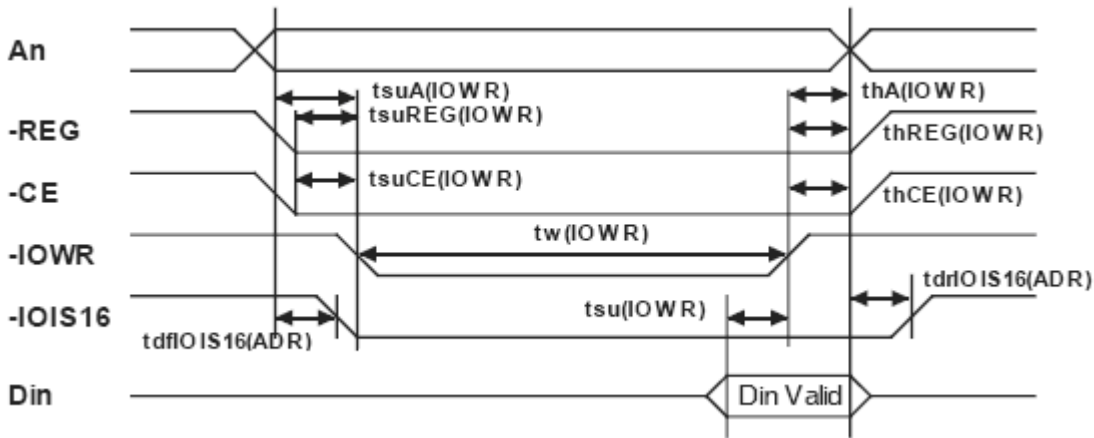 An
tsuA(IOWR)
thA(IOWR)
tsuREG(IOWR)
-REG
thREG(IOWR)
tsuCE(IOWR)
-CE
thCE(IOWR)
tw(IOWR)
-IOWR
tdrIOIS16(ADR)
tsu(IOWR)
-IOIS16
tdfIOIS16(ADR)
Din
Din Valid